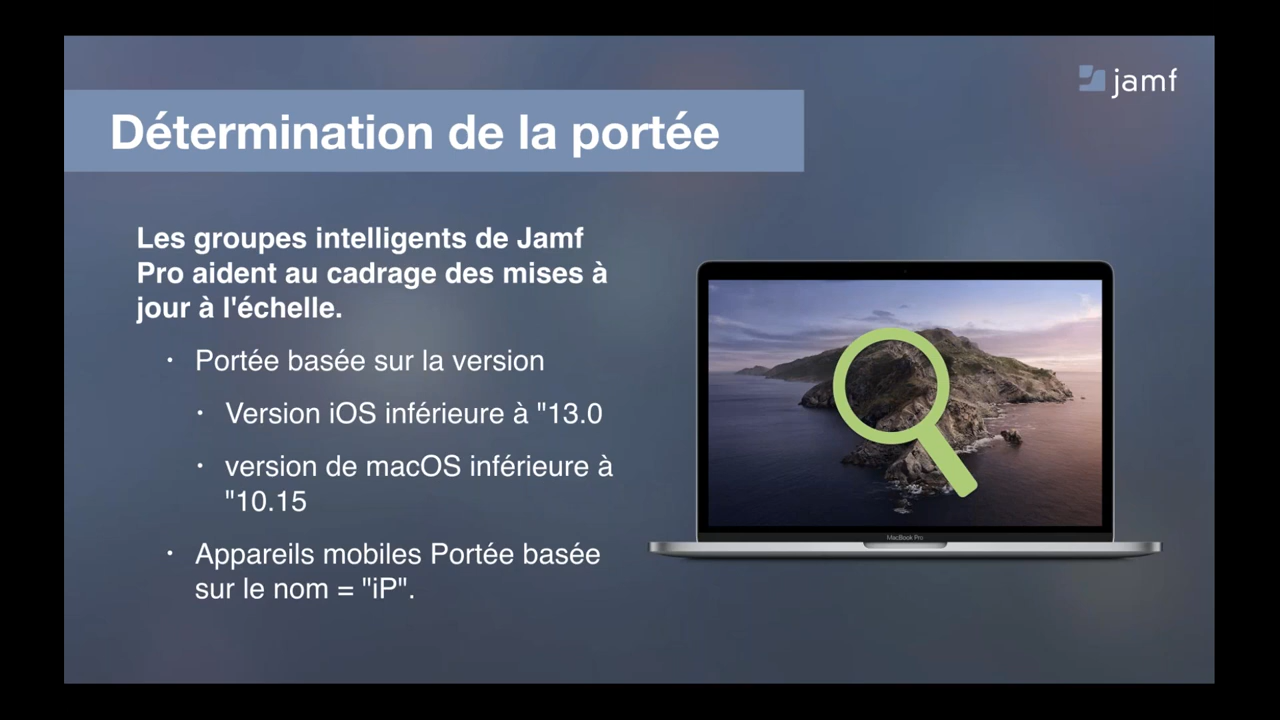 jamf
Détermination de la portée
Les groupes intelligents de Jamf
Pro aident au cadrage des mises à
jour à l'échelle.
· Portée basée sur la version
· Version iOS inférieure à "13.0
· version de macOS inférieure à
"10.15
· Appareils mobiles Portée basée
sur le nom = "iP".
MacBook Pro